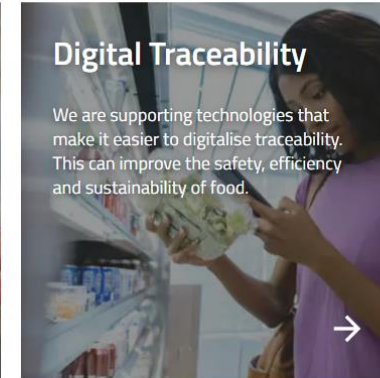 Digital Traceability
We are supporting technologies that
make it easier to digitalise traceability.
This can improve the safety, efficiency
and sustainability of food.